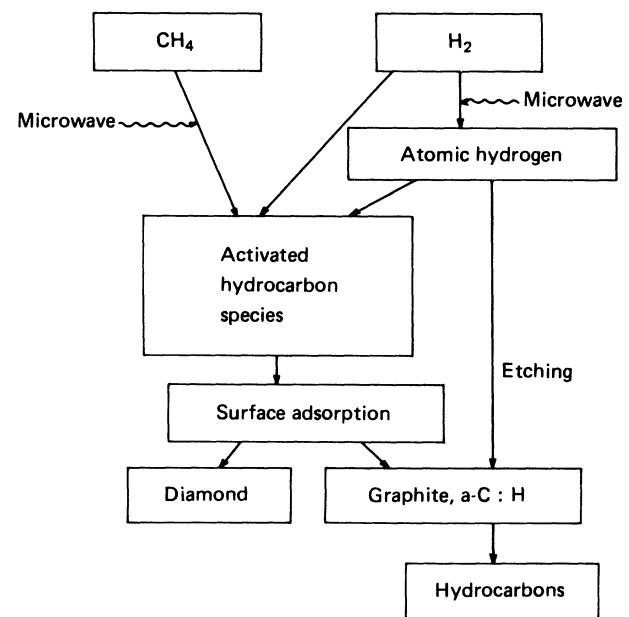 CH4
H2
Microwave
Microwave
Atomic hydrogen
Activated
hydrocarbon
species
Etching
Surface adsorption
Diamond
Graphite, a-C : H
Hydrocarbons